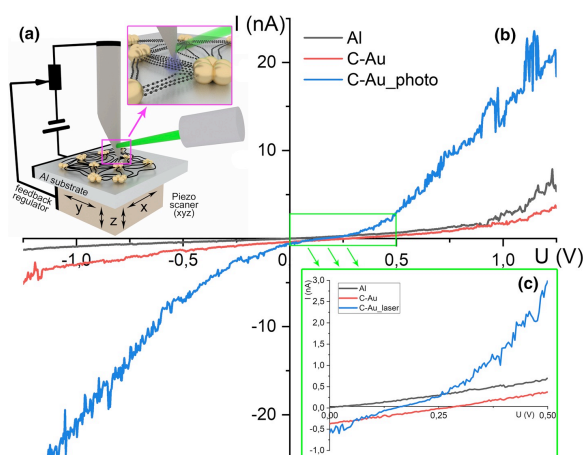 (a)
Al substrate
feedback
regulator
y
z
x
Piezo
scaner
(xyz)
I (nA)
(b)
Al
C-Au
C-Au_photo
20
10
0
-10
-20
-1,0
-0,5
0,5
1,0
U (V)
(c)
I (nA)
Al
C-Au
C-Au_laser
3,0
2,5
2,0
1,5
1,0
0,5
0,0
-0,5
-1,0
0,00
0,25
0,50
U (V)